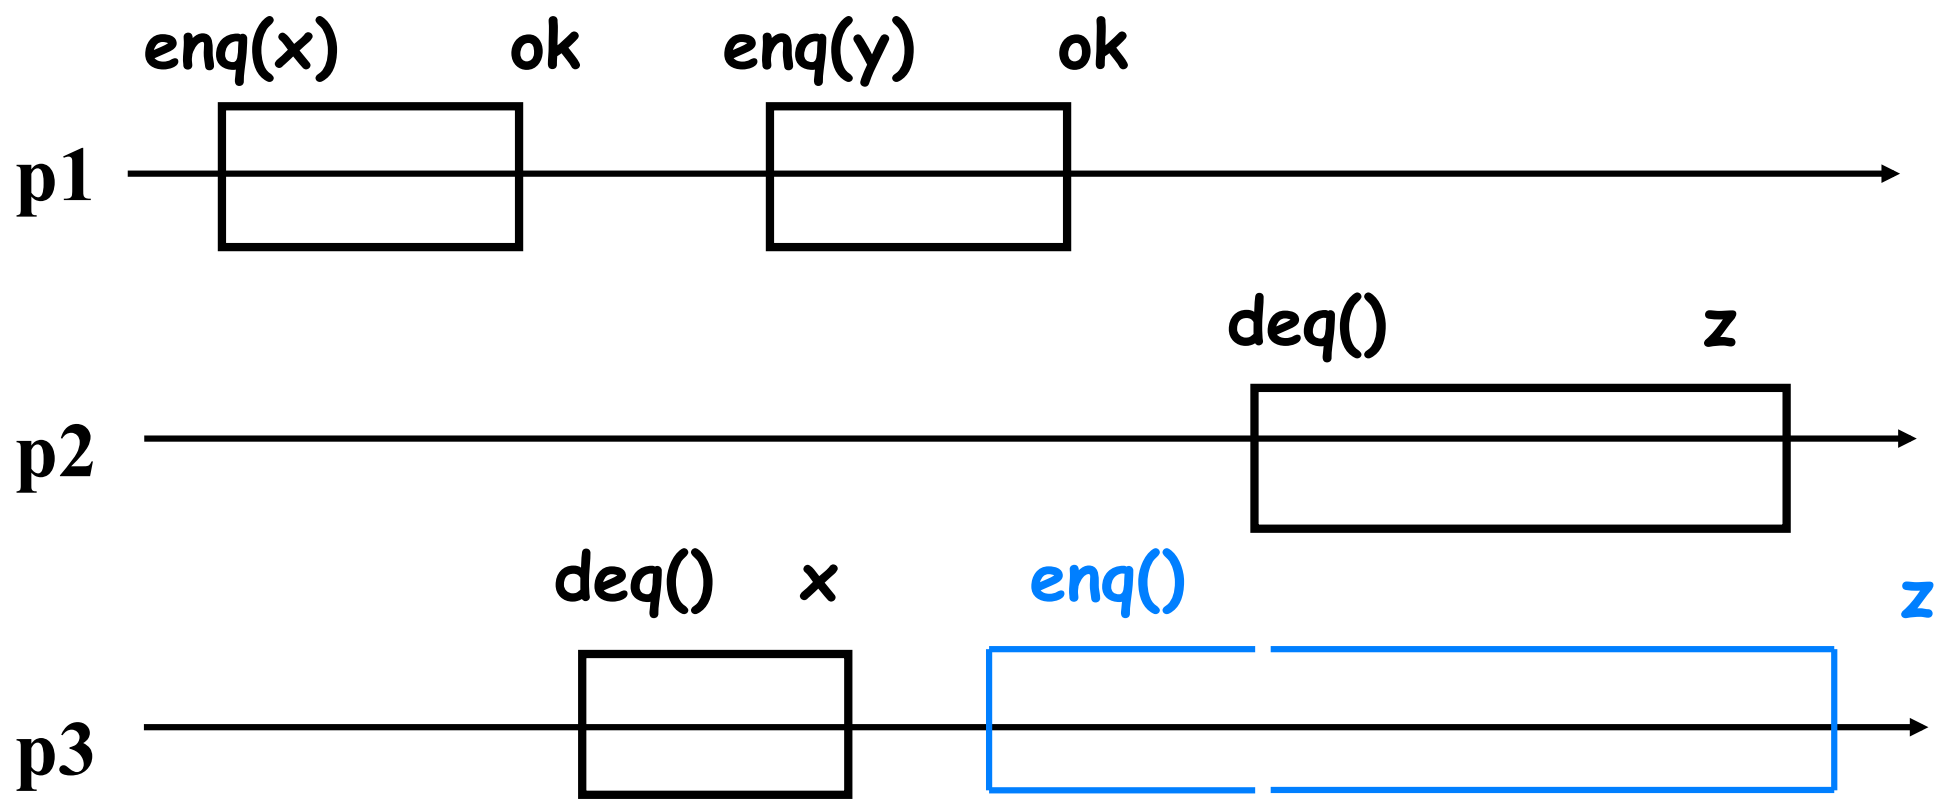 enq(x) ok enq(y) ok
p1
deq() z
p2
deq() x enq() z
p3